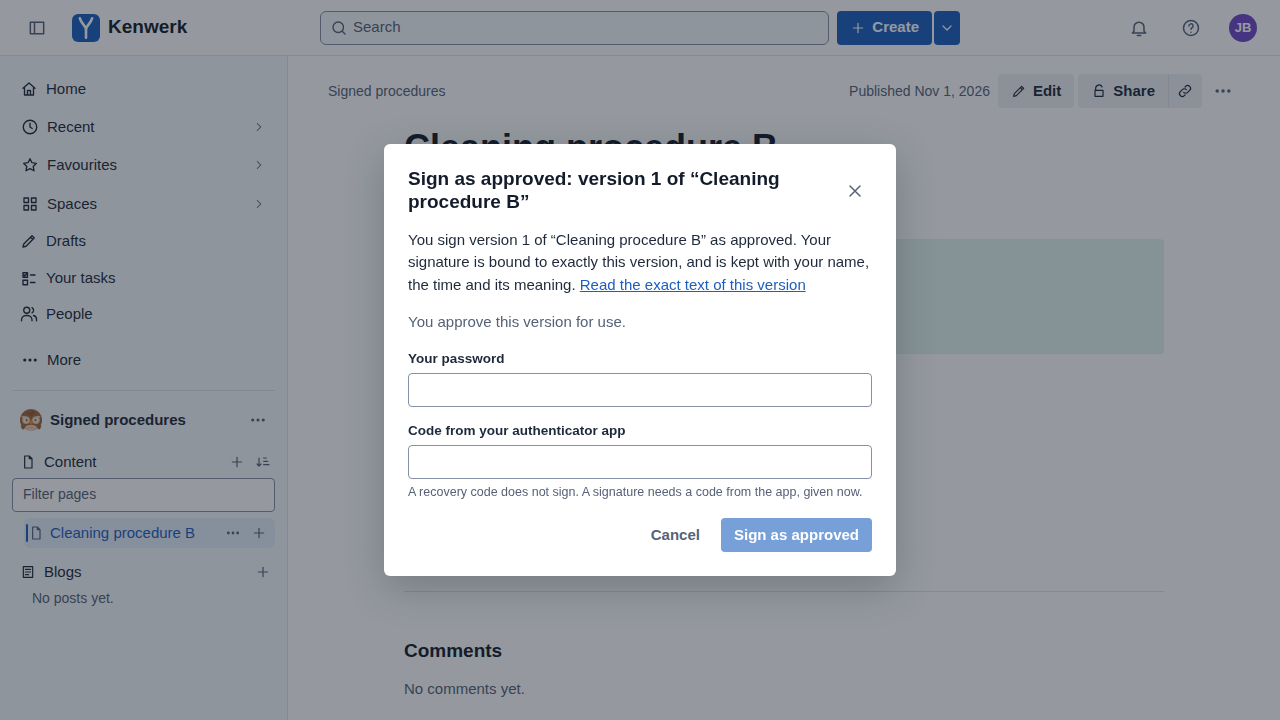 Kenwerk
Search
Create
JB
Home
Recent
Favourites
Spaces
Drafts
Your tasks
People
More
Signed procedures
Content
Filter pages
Cleaning procedure B
Blogs
No posts yet.
Signed procedures
Published Nov 1, 2026
Edit
Share
Cleaning procedure B
Sign as approved: version 1 of “Cleaning
procedure B”
You sign version 1 of “Cleaning procedure B” as approved. Your
signature is bound to exactly this version, and is kept with your name,
the time and its meaning. Read the exact text of this version
You approve this version for use.
Your password
Code from your authenticator app
A recovery code does not sign. A signature needs a code from the app, given now.
Cancel
Sign as approved
Comments
No comments yet.